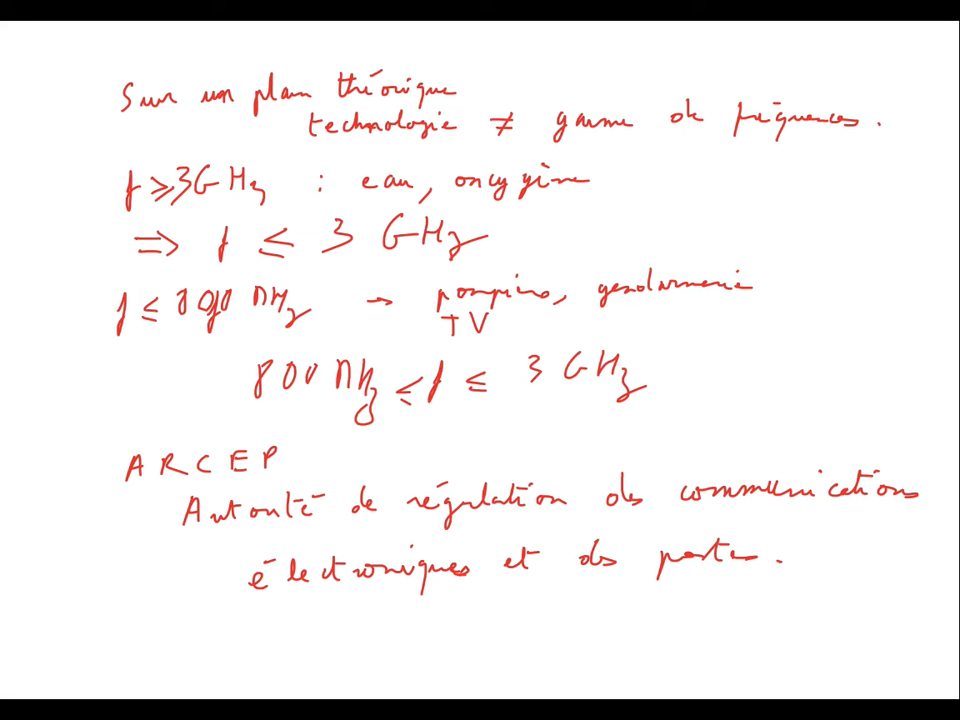 Sur un plan théorique
technologie ≠ gamme de fréquences.
f ⩾ 3 GHz : eau, oxygène
⇒ f ≤ 3 GHz
f ≤ 800 MHz → pompiers, gendarmerie
TV
800 MHz ≤ f ≤ 3 GHz
ARCEP
Autorité de régulation des communications
électroniques et des postes.